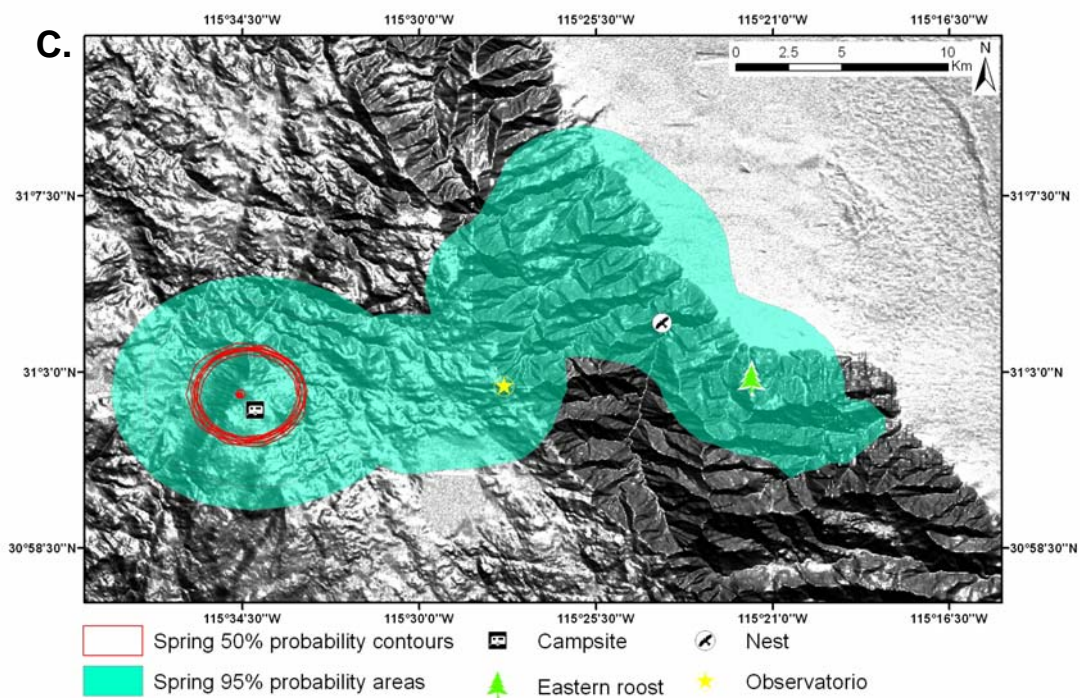 115°34'30"W 115°30'0"W 115°25'30"W 115°21'0"W 115°16'30"W
C.
0 2.5 5 10
Km
N
31°7'30"N 31°7'30"N
31°3'0"N 31°3'0"N
30°58'30"N 30°58'30"N
115°34'30"W 115°30'0"W 115°25'30"W 115°21'0"W 115°16'30"W
Spring 50% probability contours Campsite Nest
Spring 95% probability areas Eastern roost Observatorio